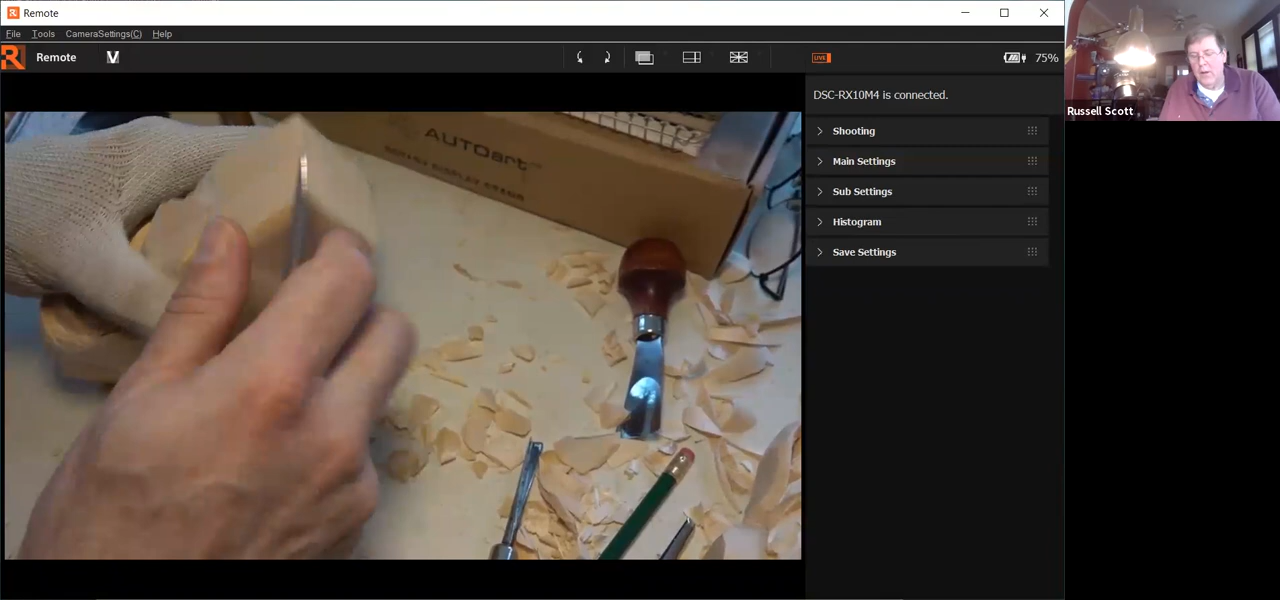 Remote
File Tools CameraSettings(C) Help
Remote
LIVE
75%
DSC-RX10M4 is connected.
Shooting
Main Settings
Sub Settings
Histogram
Save Settings
Russell Scott
AUTOart